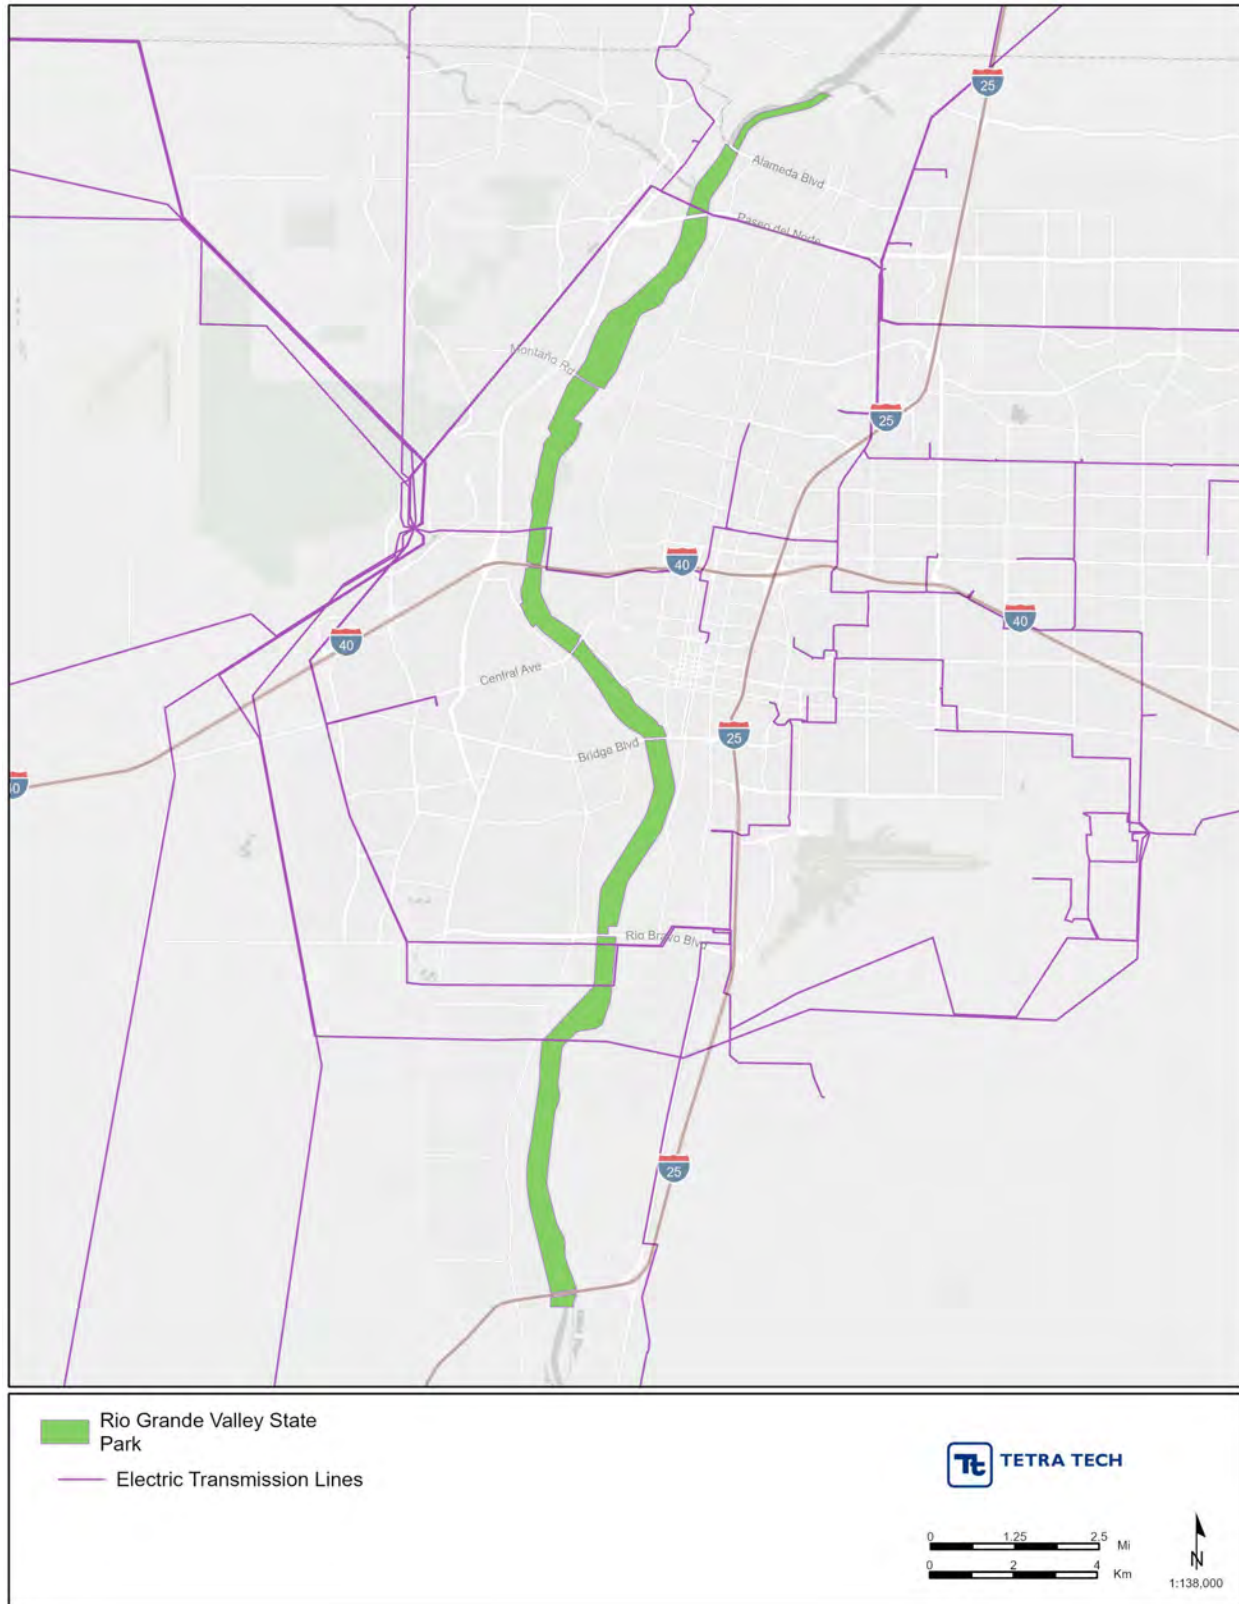 25
Alameda Blvd
Paseo del Norte
Montaño Rd
25
40
40
40
Central Ave
25
Bridge Blvd
40
Rio Bravo Blvd
25
Rio Grande Valley State
Park
Electric Transmission Lines
Tt TETRA TECH
0 1.25 2.5 Mi
0 2 4 Km
N
1:138,000